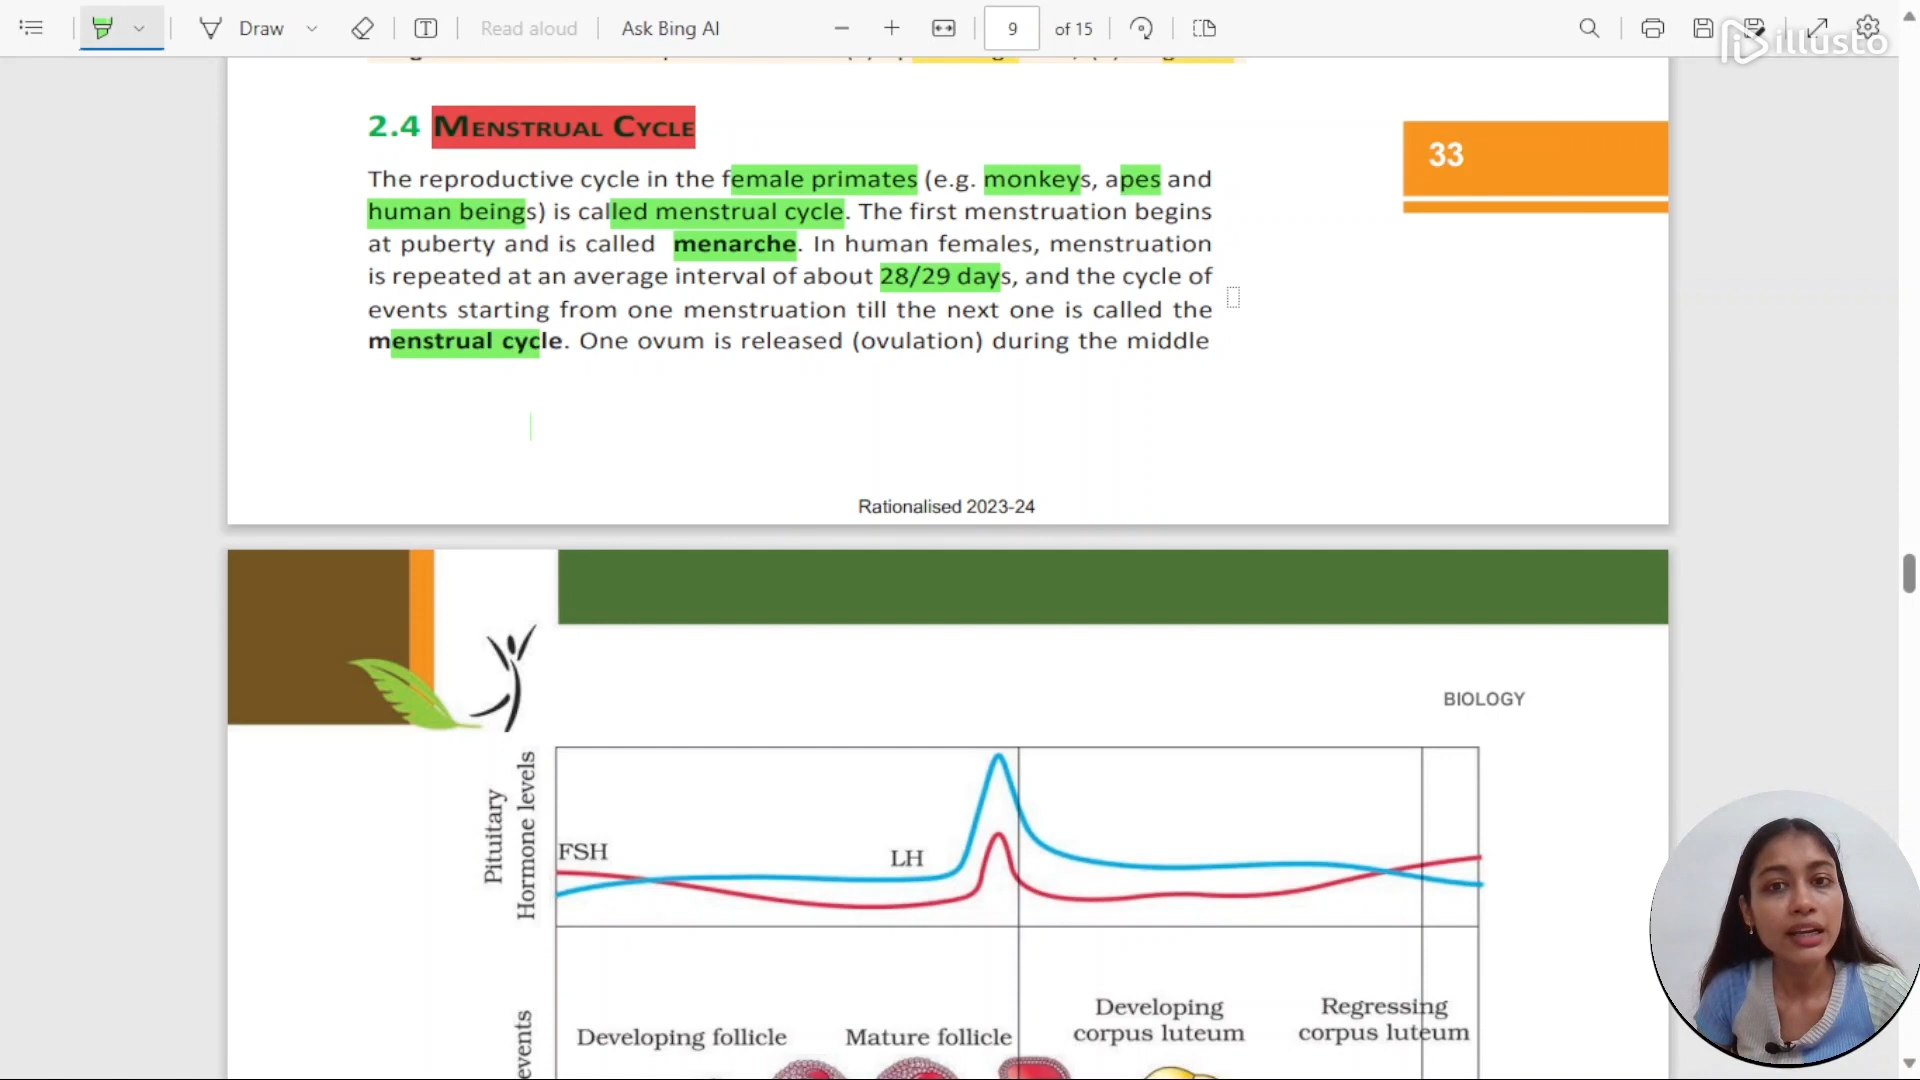 Draw
Read aloud
Ask Bing AI
9
of 15
illusto
2.4 MENSTRUAL CYCLE
33
The reproductive cycle in the female primates (e.g. monkeys, apes and
human beings) is called menstrual cycle. The first menstruation begins
at puberty and is called menarche. In human females, menstruation
is repeated at an average interval of about 28/29 days, and the cycle of
events starting from one menstruation till the next one is called the
menstrual cycle. One ovum is released (ovulation) during the middle
Rationalised 2023-24
BIOLOGY
Pituitary
Hormone levels
FSH
LH
events
Developing follicle
Mature follicle
Developing
corpus luteum
Regressing
corpus luteum